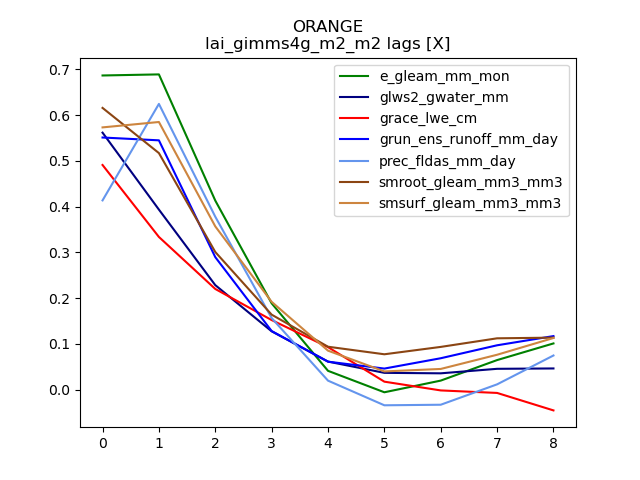 ORANGE
lai_gimms4g_m2_m2 lags [X]
0.7
0.6
0.5
0.4
0.3
0.2
0.1
0.0
0 1 2 3 4 5 6 7 8
e_gleam_mm_mon
glws2_gwater_mm
grace_lwe_cm
grun_ens_runoff_mm_day
prec_fldas_mm_day
smroot_gleam_mm3_mm3
smsurf_gleam_mm3_mm3